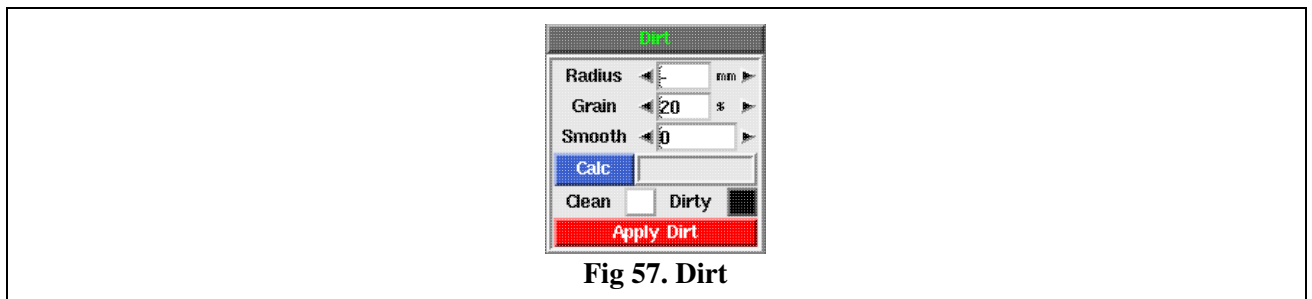 Dirt
Radius - mm
Grain 20 %
Smooth 0
Calc
Clean Dirty
Apply Dirt
Fig 57. Dirt